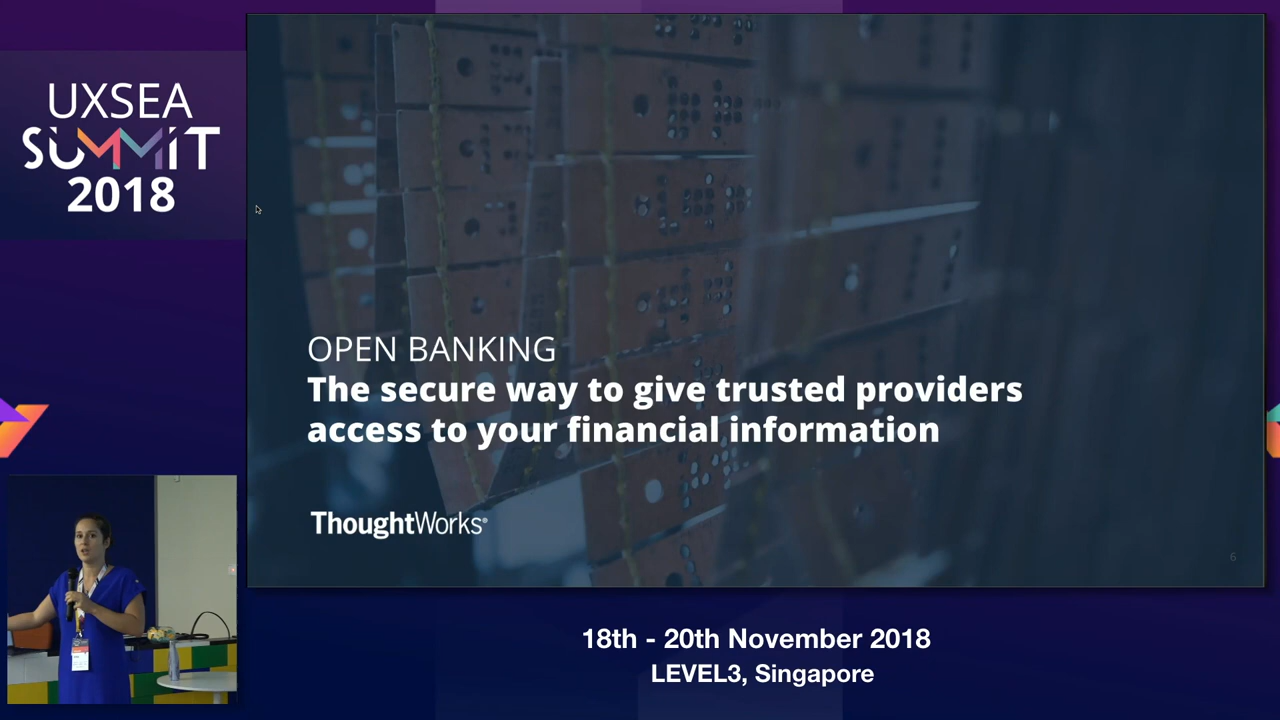 UXSEA
SUMMIT
2018
OPEN BANKING
The secure way to give trusted providers
access to your financial information
ThoughtWorks®
6
18th - 20th November 2018
LEVEL3, Singapore